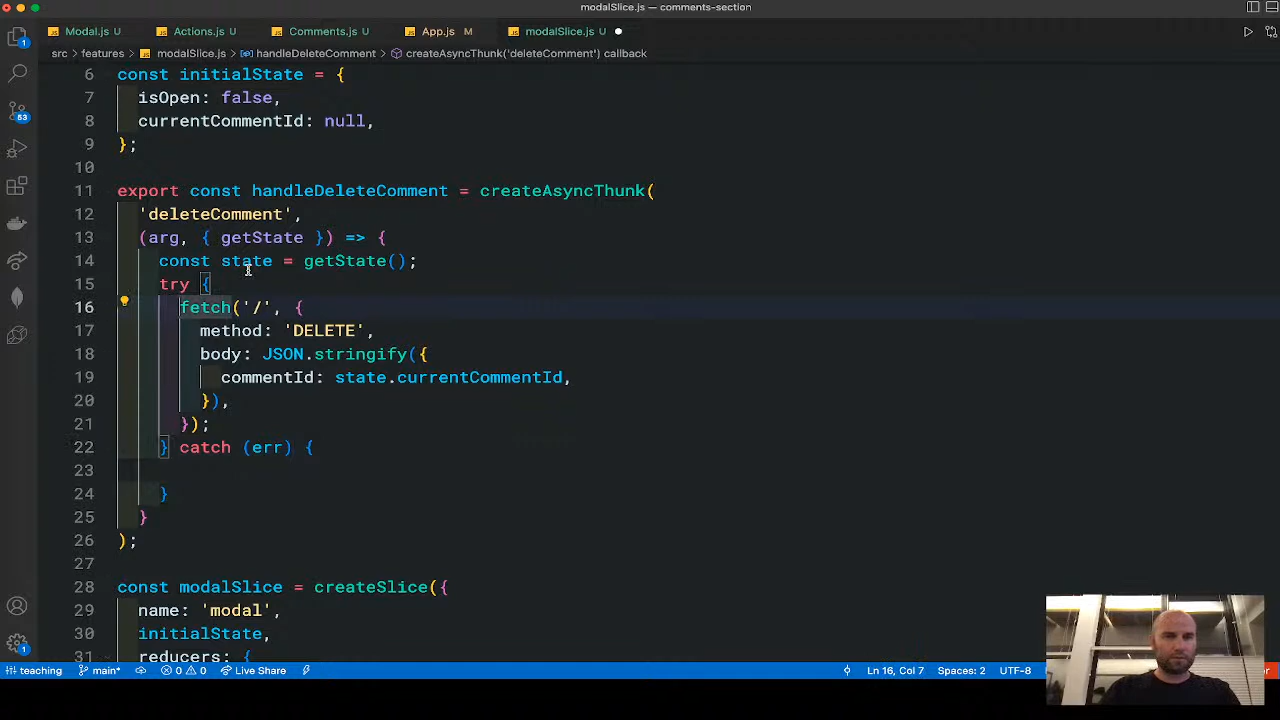 modalSlice.js — comments-section
Modal.js U Actions.js U Comments.js U App.js M modalSlice.js U
src > features > modalSlice.js > handleDeleteComment > createAsyncThunk('deleteComment') callback
6 const initialState = {
7 isOpen: false,
8 currentCommentId: null,
9 };
10
11 export const handleDeleteComment = createAsyncThunk(
12 'deleteComment',
13 (arg, { getState }) => {
14 const state = getState();
15 try {
16 fetch('/', {
17 method: 'DELETE',
18 body: JSON.stringify({
19 commentId: state.currentCommentId,
20 }),
21 });
22 } catch (err) {
23
24 }
25 }
26 );
27
28 const modalSlice = createSlice({
29 name: 'modal',
30 initialState,
31 reducers: {
1
53
1
teaching main* 0 0 Live Share Ln 16, Col 7 Spaces: 2 UTF-8